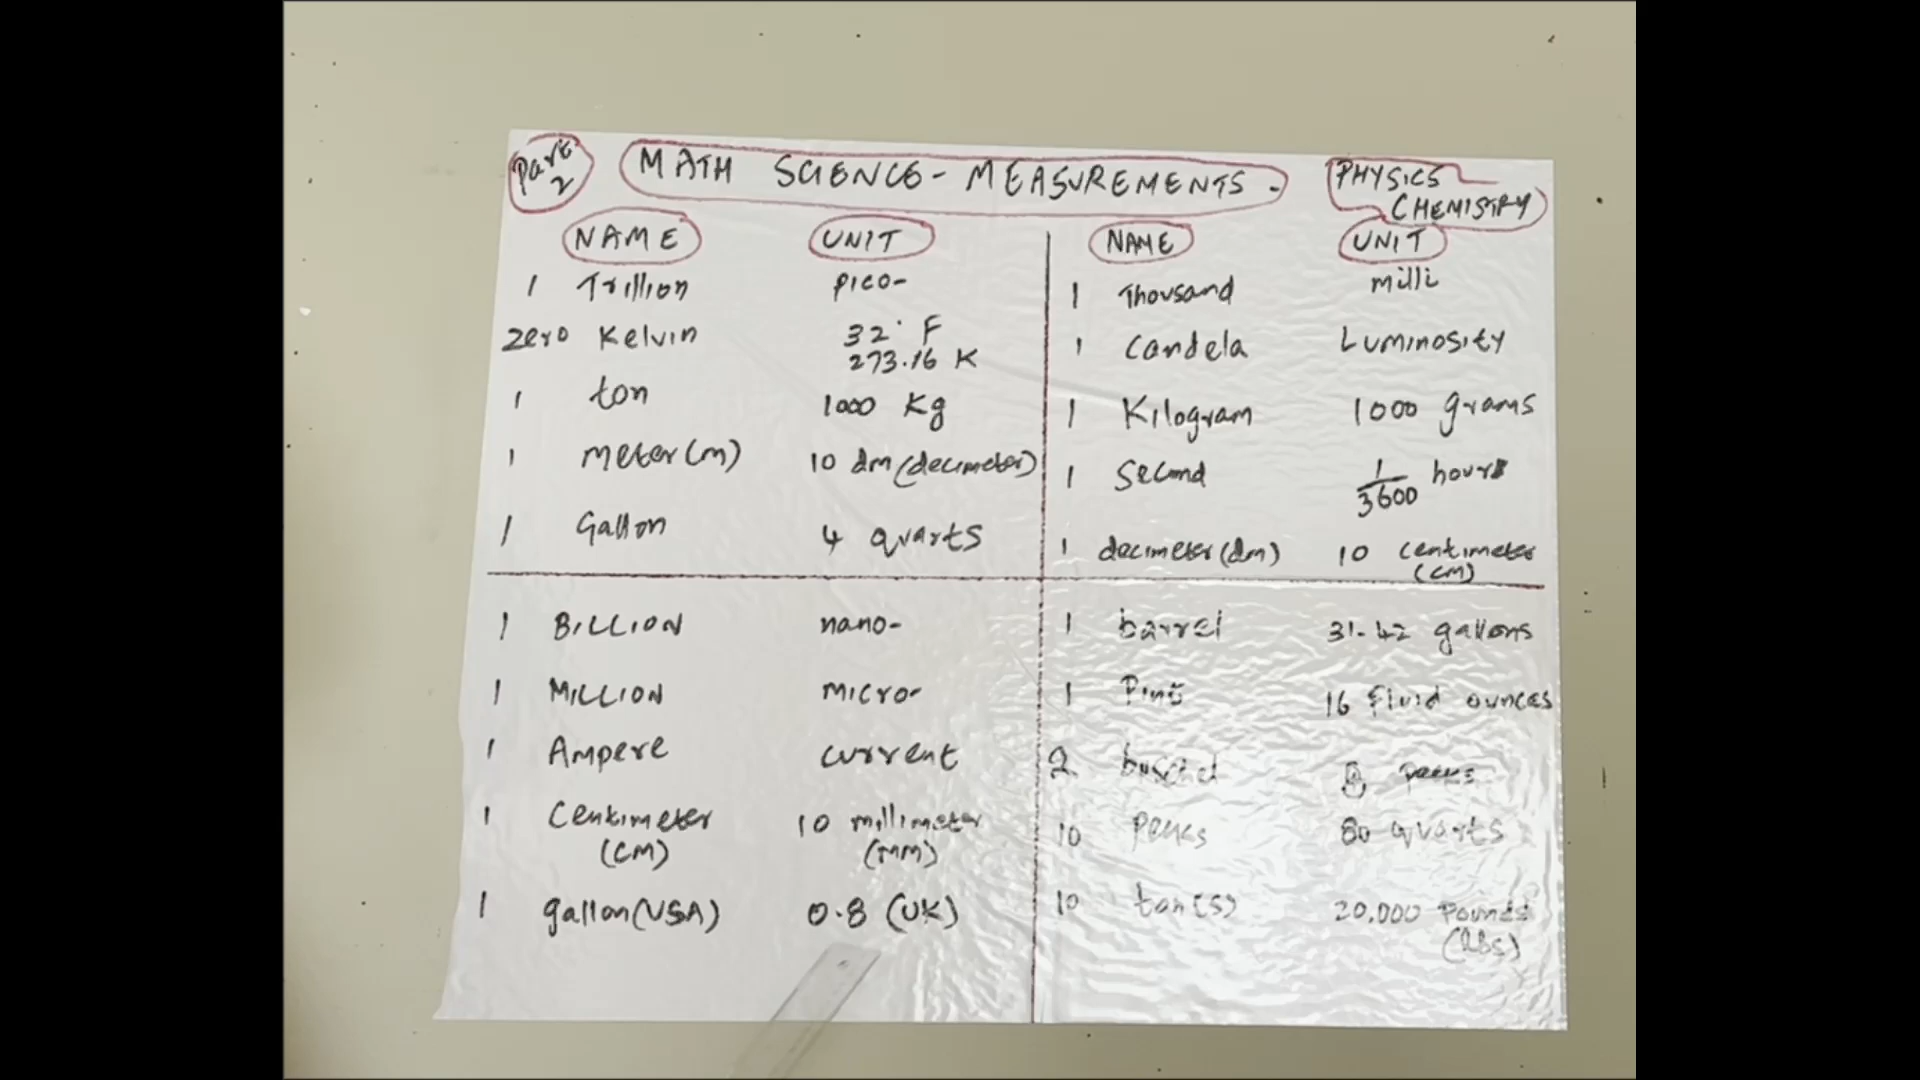 Part 2
MATH SCIENCE - MEASUREMENTS -
PHYSICS
CHEMISTRY
NAME UNIT
1 Trillion pico-
zero Kelvin 32° F
273.16 K
1 ton 1000 Kg
1 meter(m) 10 dm (decimeter)
1 Gallon 4 quarts
NAME UNIT
1 Thousand milli
1 Candela Luminosity
1 Kilogram 1000 grams
1 Second 1/3600 hour
1 decimeter(dm) 10 centimeter
(cm)
1 BILLION nano-
1 MILLION micro-
1 Ampere current
1 Centimeter 10 millimeter
(cm) (mm)
1 gallon(USA) 0.8 (UK)
1 barrel 31-42 gallons
1 Pint 16 fluid ounces
2 8
10 80 quarts
10 ton(s) 20,000 Pounds
(lbs)